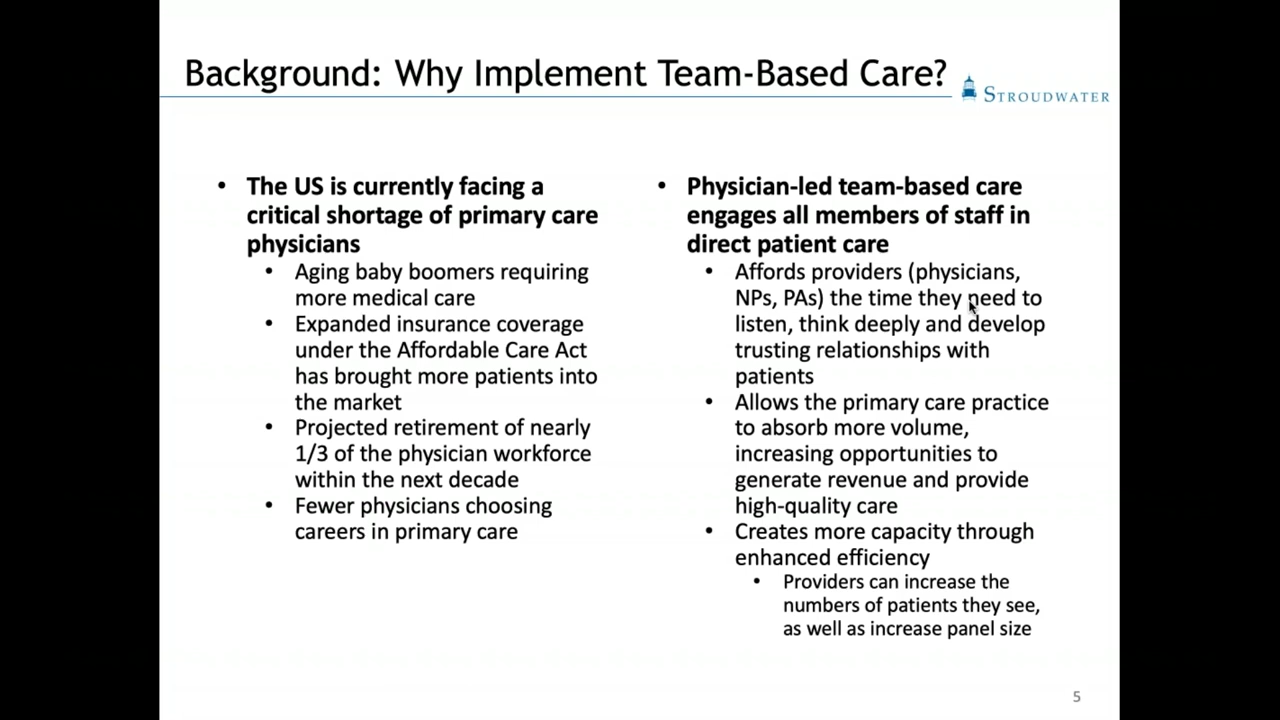 Background: Why Implement Team-Based Care?
STROUDWATER
• The US is currently facing a
critical shortage of primary care
physicians
• Aging baby boomers requiring
more medical care
• Expanded insurance coverage
under the Affordable Care Act
has brought more patients into
the market
• Projected retirement of nearly
1/3 of the physician workforce
within the next decade
• Fewer physicians choosing
careers in primary care
• Physician-led team-based care
engages all members of staff in
direct patient care
• Affords providers (physicians,
NPs, PAs) the time they need to
listen, think deeply and develop
trusting relationships with
patients
• Allows the primary care practice
to absorb more volume,
increasing opportunities to
generate revenue and provide
high-quality care
• Creates more capacity through
enhanced efficiency
• Providers can increase the
numbers of patients they see,
as well as increase panel size
5